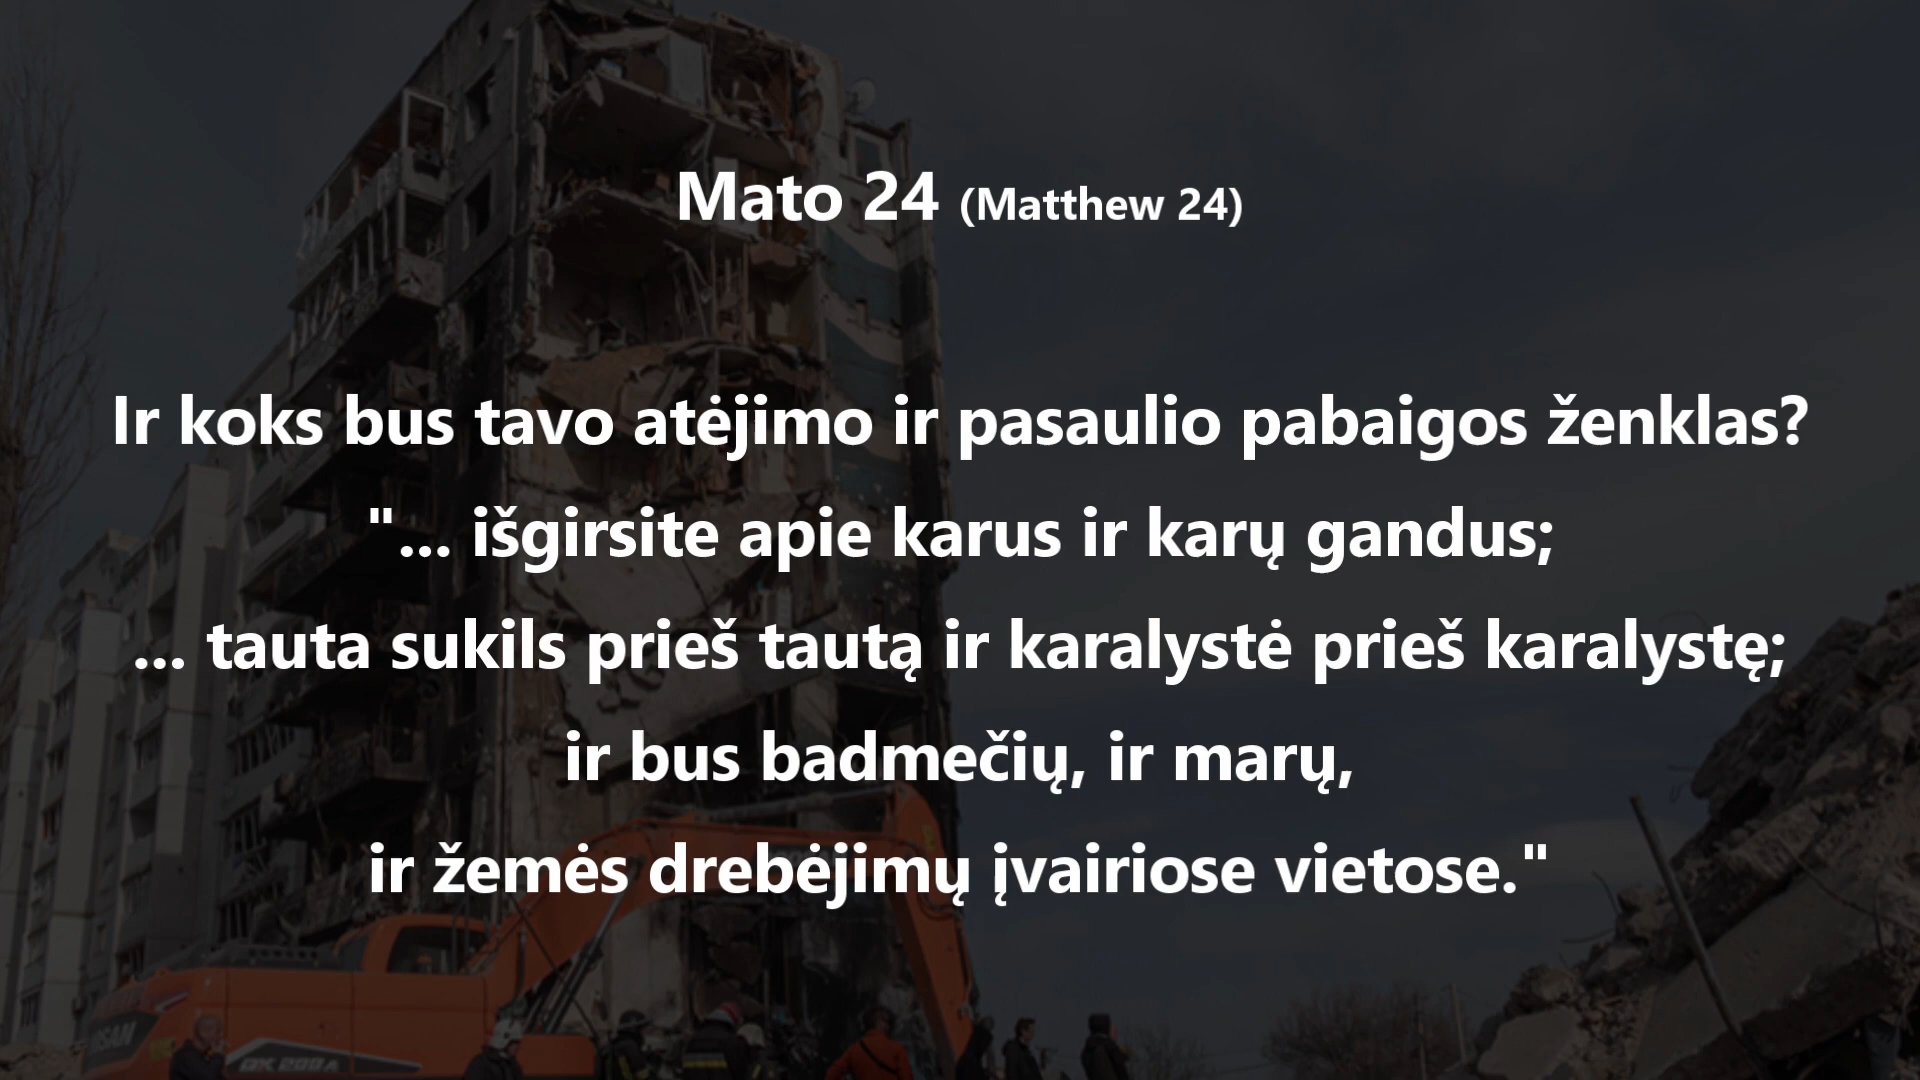 Mato 24 (Matthew 24)
Ir koks bus tavo atėjimo ir pasaulio pabaigos ženklas?
"... išgirsite apie karus ir karų gandus;
... tauta sukils prieš tautą ir karalystė prieš karalystę;
ir bus badmečių, ir marų,
ir žemės drebėjimų įvairiose vietose."